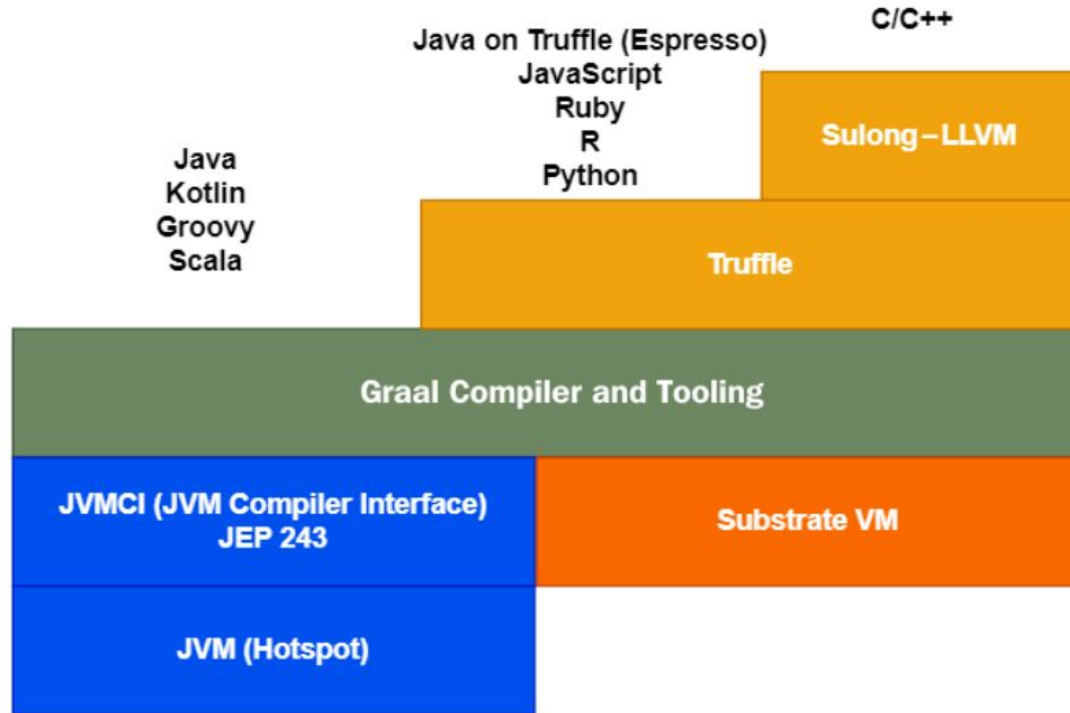 C/C++
Java on Truffle (Espresso)
JavaScript
Ruby
R
Python
Sulong–LLVM
Java
Kotlin
Groovy
Scala
Truffle
Graal Compiler and Tooling
JVMCI (JVM Compiler Interface)
JEP 243
Substrate VM
JVM (Hotspot)